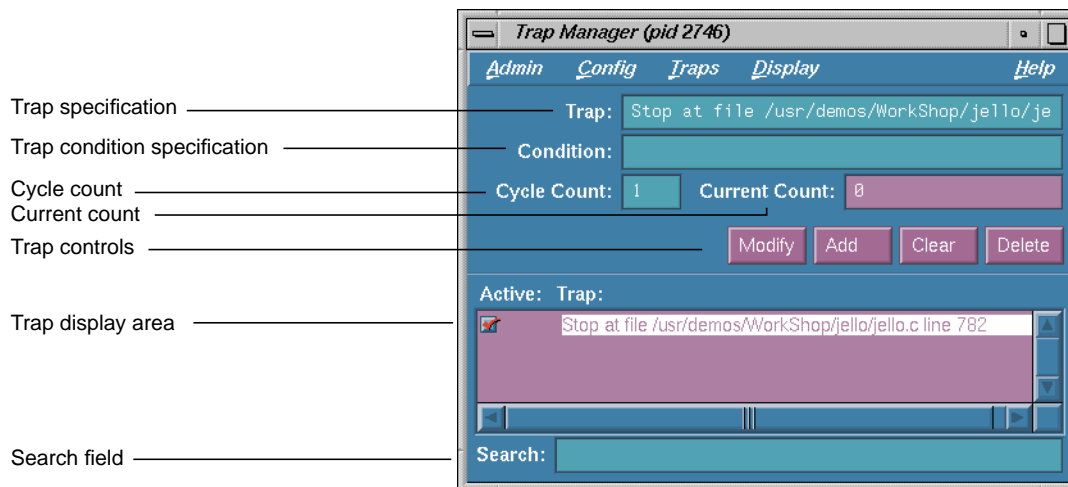 Trap Manager (pid 2746)
Admin Config Traps Display Help
Trap specification
Trap: Stop at file /usr/demos/WorkShop/jello/je
Trap condition specification
Condition:
Cycle count
Cycle Count: 1 Current Count: 0
Current count
Trap controls
Modify Add Clear Delete
Active: Trap:
Trap display area
Stop at file /usr/demos/WorkShop/jello/jello.c line 782
Search field
Search: